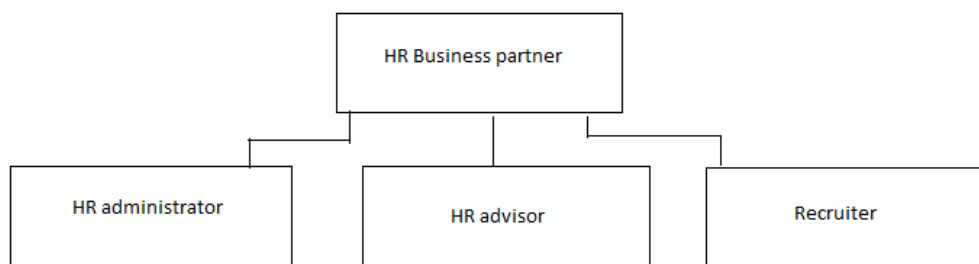 HR Business partner
HR administrator
HR advisor
Recruiter